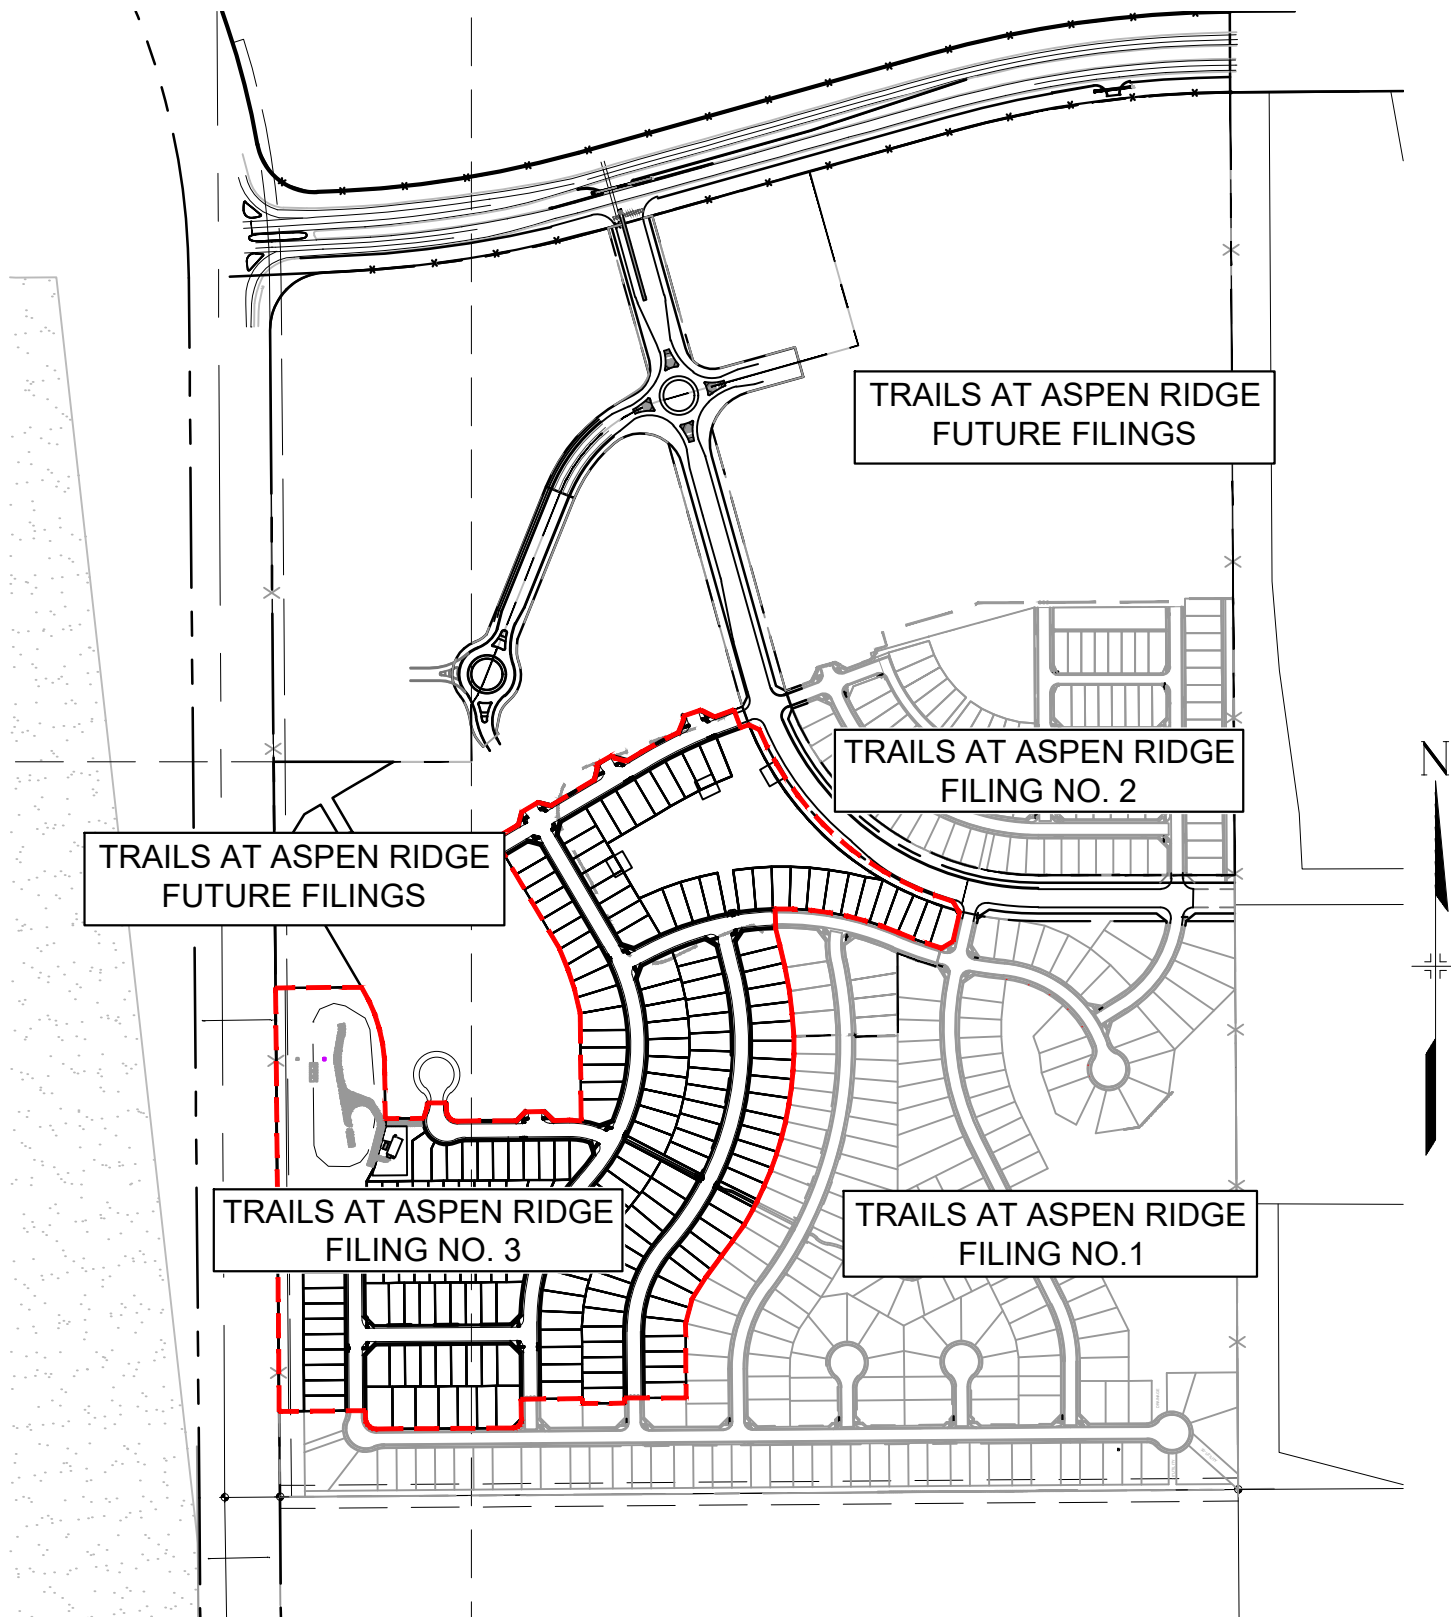 TRAILS AT ASPEN RIDGE
FUTURE FILINGS
TRAILS AT ASPEN RIDGE
FILING NO. 2
N
TRAILS AT ASPEN RIDGE
FUTURE FILINGS
TRAILS AT ASPEN RIDGE
FILING NO. 3
TRAILS AT ASPEN RIDGE
FILING NO.1